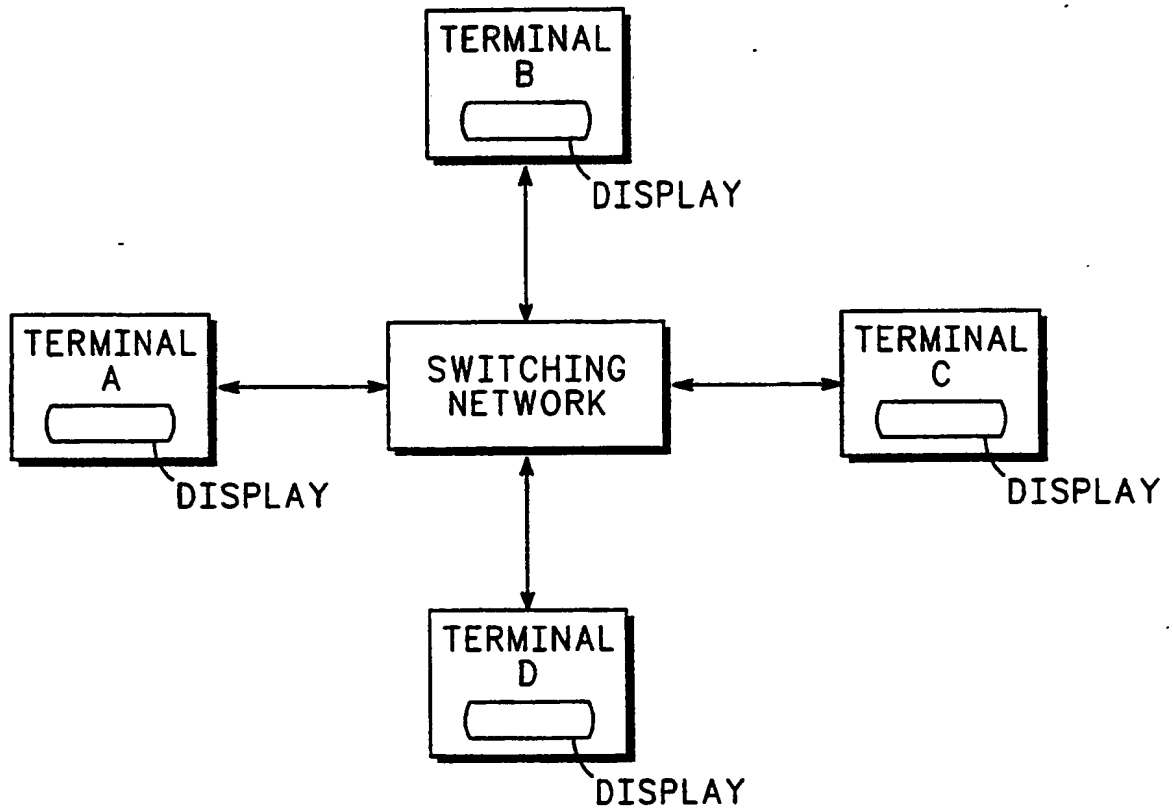 TERMINAL
B
DISPLAY
TERMINAL
A
DISPLAY
SWITCHING
NETWORK
TERMINAL
C
DISPLAY
TERMINAL
D
DISPLAY